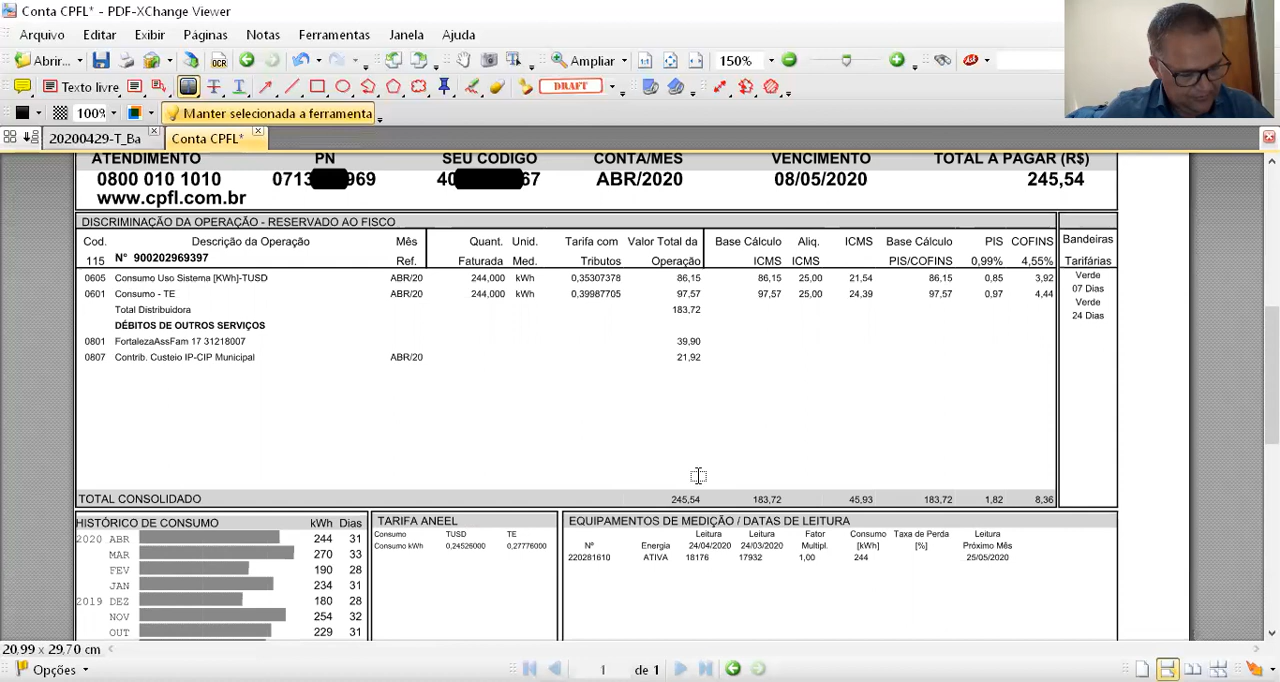 Conta CPFL* - PDF-XChange Viewer
Arquivo Editar Exibir Páginas Notas Ferramentas Janela Ajuda
Abrir... OCR Ampliar 150%
Texto livre DRAFT
100% Manter selecionada a ferramenta
20200429-T_Ba Conta CPFL*
ATENDIMENTO PN SEU CODIGO CONTA/MES VENCIMENTO TOTAL A PAGAR (R$)
0800 010 1010 0713 969 40 67 ABR/2020 08/05/2020 245,54
www.cpfl.com.br
DISCRIMINAÇÃO DA OPERAÇÃO - RESERVADO AO FISCO
Cod. Descrição da Operação Mês Quant. Unid. Tarifa com Valor Total da Base Cálculo Aliq. ICMS Base Cálculo PIS COFINS Bandeiras
115 N° 900202969397 Ref. Faturada Med. Tributos Operação ICMS ICMS PIS/COFINS 0,99% 4,55% Tarifárias
0605 Consumo Uso Sistema [KWh]-TUSD ABR/20 244,000 kWh 0,35307378 86,15 86,15 25,00 21,54 86,15 0,85 3,92 Verde
07 Dias
0601 Consumo - TE ABR/20 244,000 kWh 0,39987705 97,57 97,57 25,00 24,39 97,57 0,97 4,44 Verde
Total Distribuidora 183,72 24 Dias
DÉBITOS DE OUTROS SERVIÇOS
0801 FortalezaAssFam 17 31218007 39,90
0807 Contrib. Custeio IP-CIP Municipal ABR/20 21,92
TOTAL CONSOLIDADO 245,54 183,72 45,93 183,72 1,82 8,36
HISTÓRICO DE CONSUMO kWh Dias
2020 ABR 244 31
MAR 270 33
FEV 190 28
JAN 234 31
2019 DEZ 180 28
NOV 254 32
OUT 229 31
TARIFA ANEEL
Consumo TUSD TE
Consumo kWh 0,24526000 0,27776000
EQUIPAMENTOS DE MEDIÇÃO / DATAS DE LEITURA
Leitura Leitura Fator Consumo Taxa de Perda Leitura
Nº Energia 24/04/2020 24/03/2020 Multipl. [kWh] [%] Próximo Mês
220281610 ATIVA 18176 17932 1,00 244 25/05/2020
20,99 x 29,70 cm
Opções 1 de 1